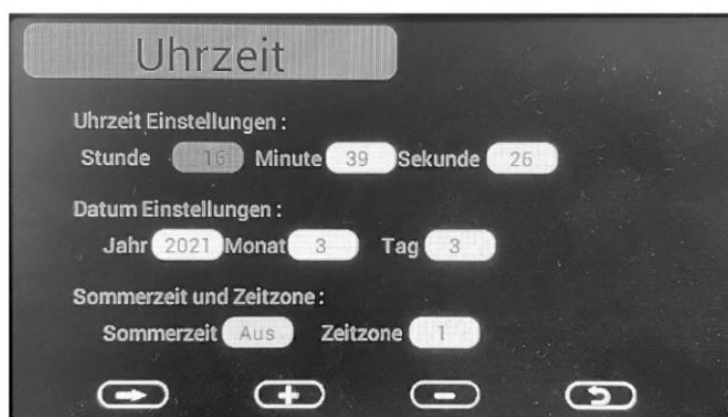 Uhrzeit
Uhrzeit Einstellungen :
Stunde 16 Minute 39 Sekunde 26
Datum Einstellungen :
Jahr 2021 Monat 3 Tag 3
Sommerzeit und Zeitzone :
Sommerzeit Aus Zeitzone 1